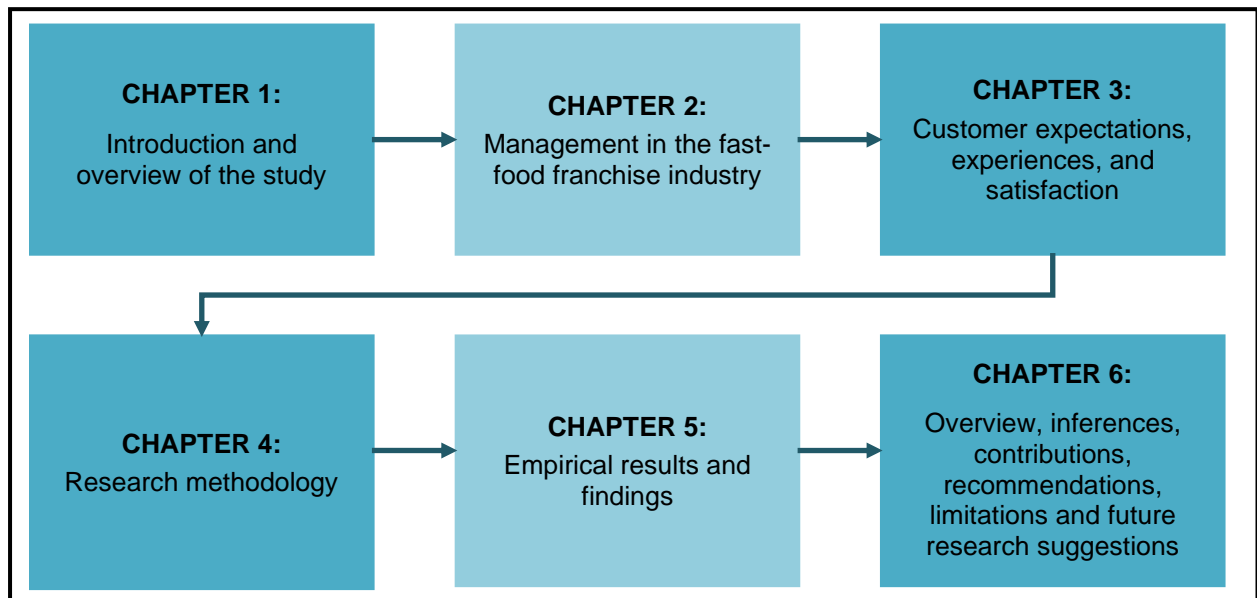 CHAPTER 1:
Introduction and
overview of the study
CHAPTER 2:
Management in the fast-
food franchise industry
CHAPTER 3:
Customer expectations,
experiences, and
satisfaction
CHAPTER 4:
Research methodology
CHAPTER 5:
Empirical results and
findings
CHAPTER 6:
Overview, inferences,
contributions,
recommendations,
limitations and future
research suggestions